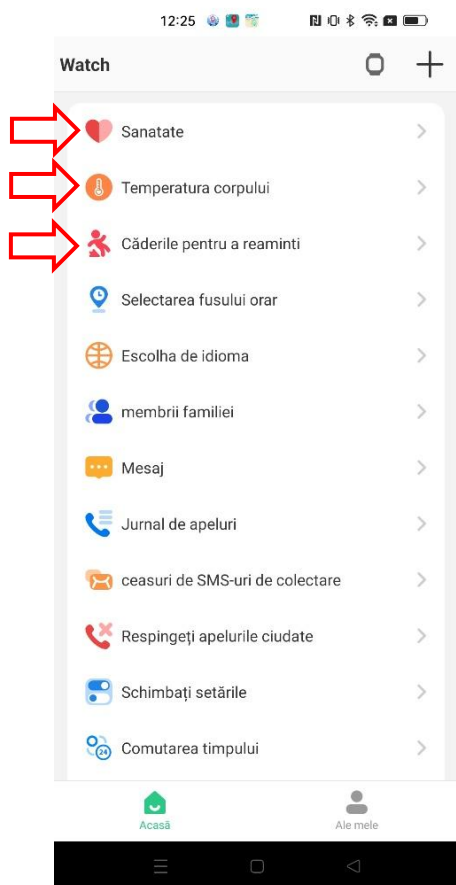 12:25
Watch
Sanatate
Temperatura corpului
Căderile pentru a reaminti
Selectarea fusului orar
Escolha de idioma
membrii familiei
Mesaj
Jurnal de apeluri
ceasuri de SMS-uri de colectare
Respingeți apelurile ciudate
Schimbați setările
24
Comutarea timpului
Acasă
Ale mele